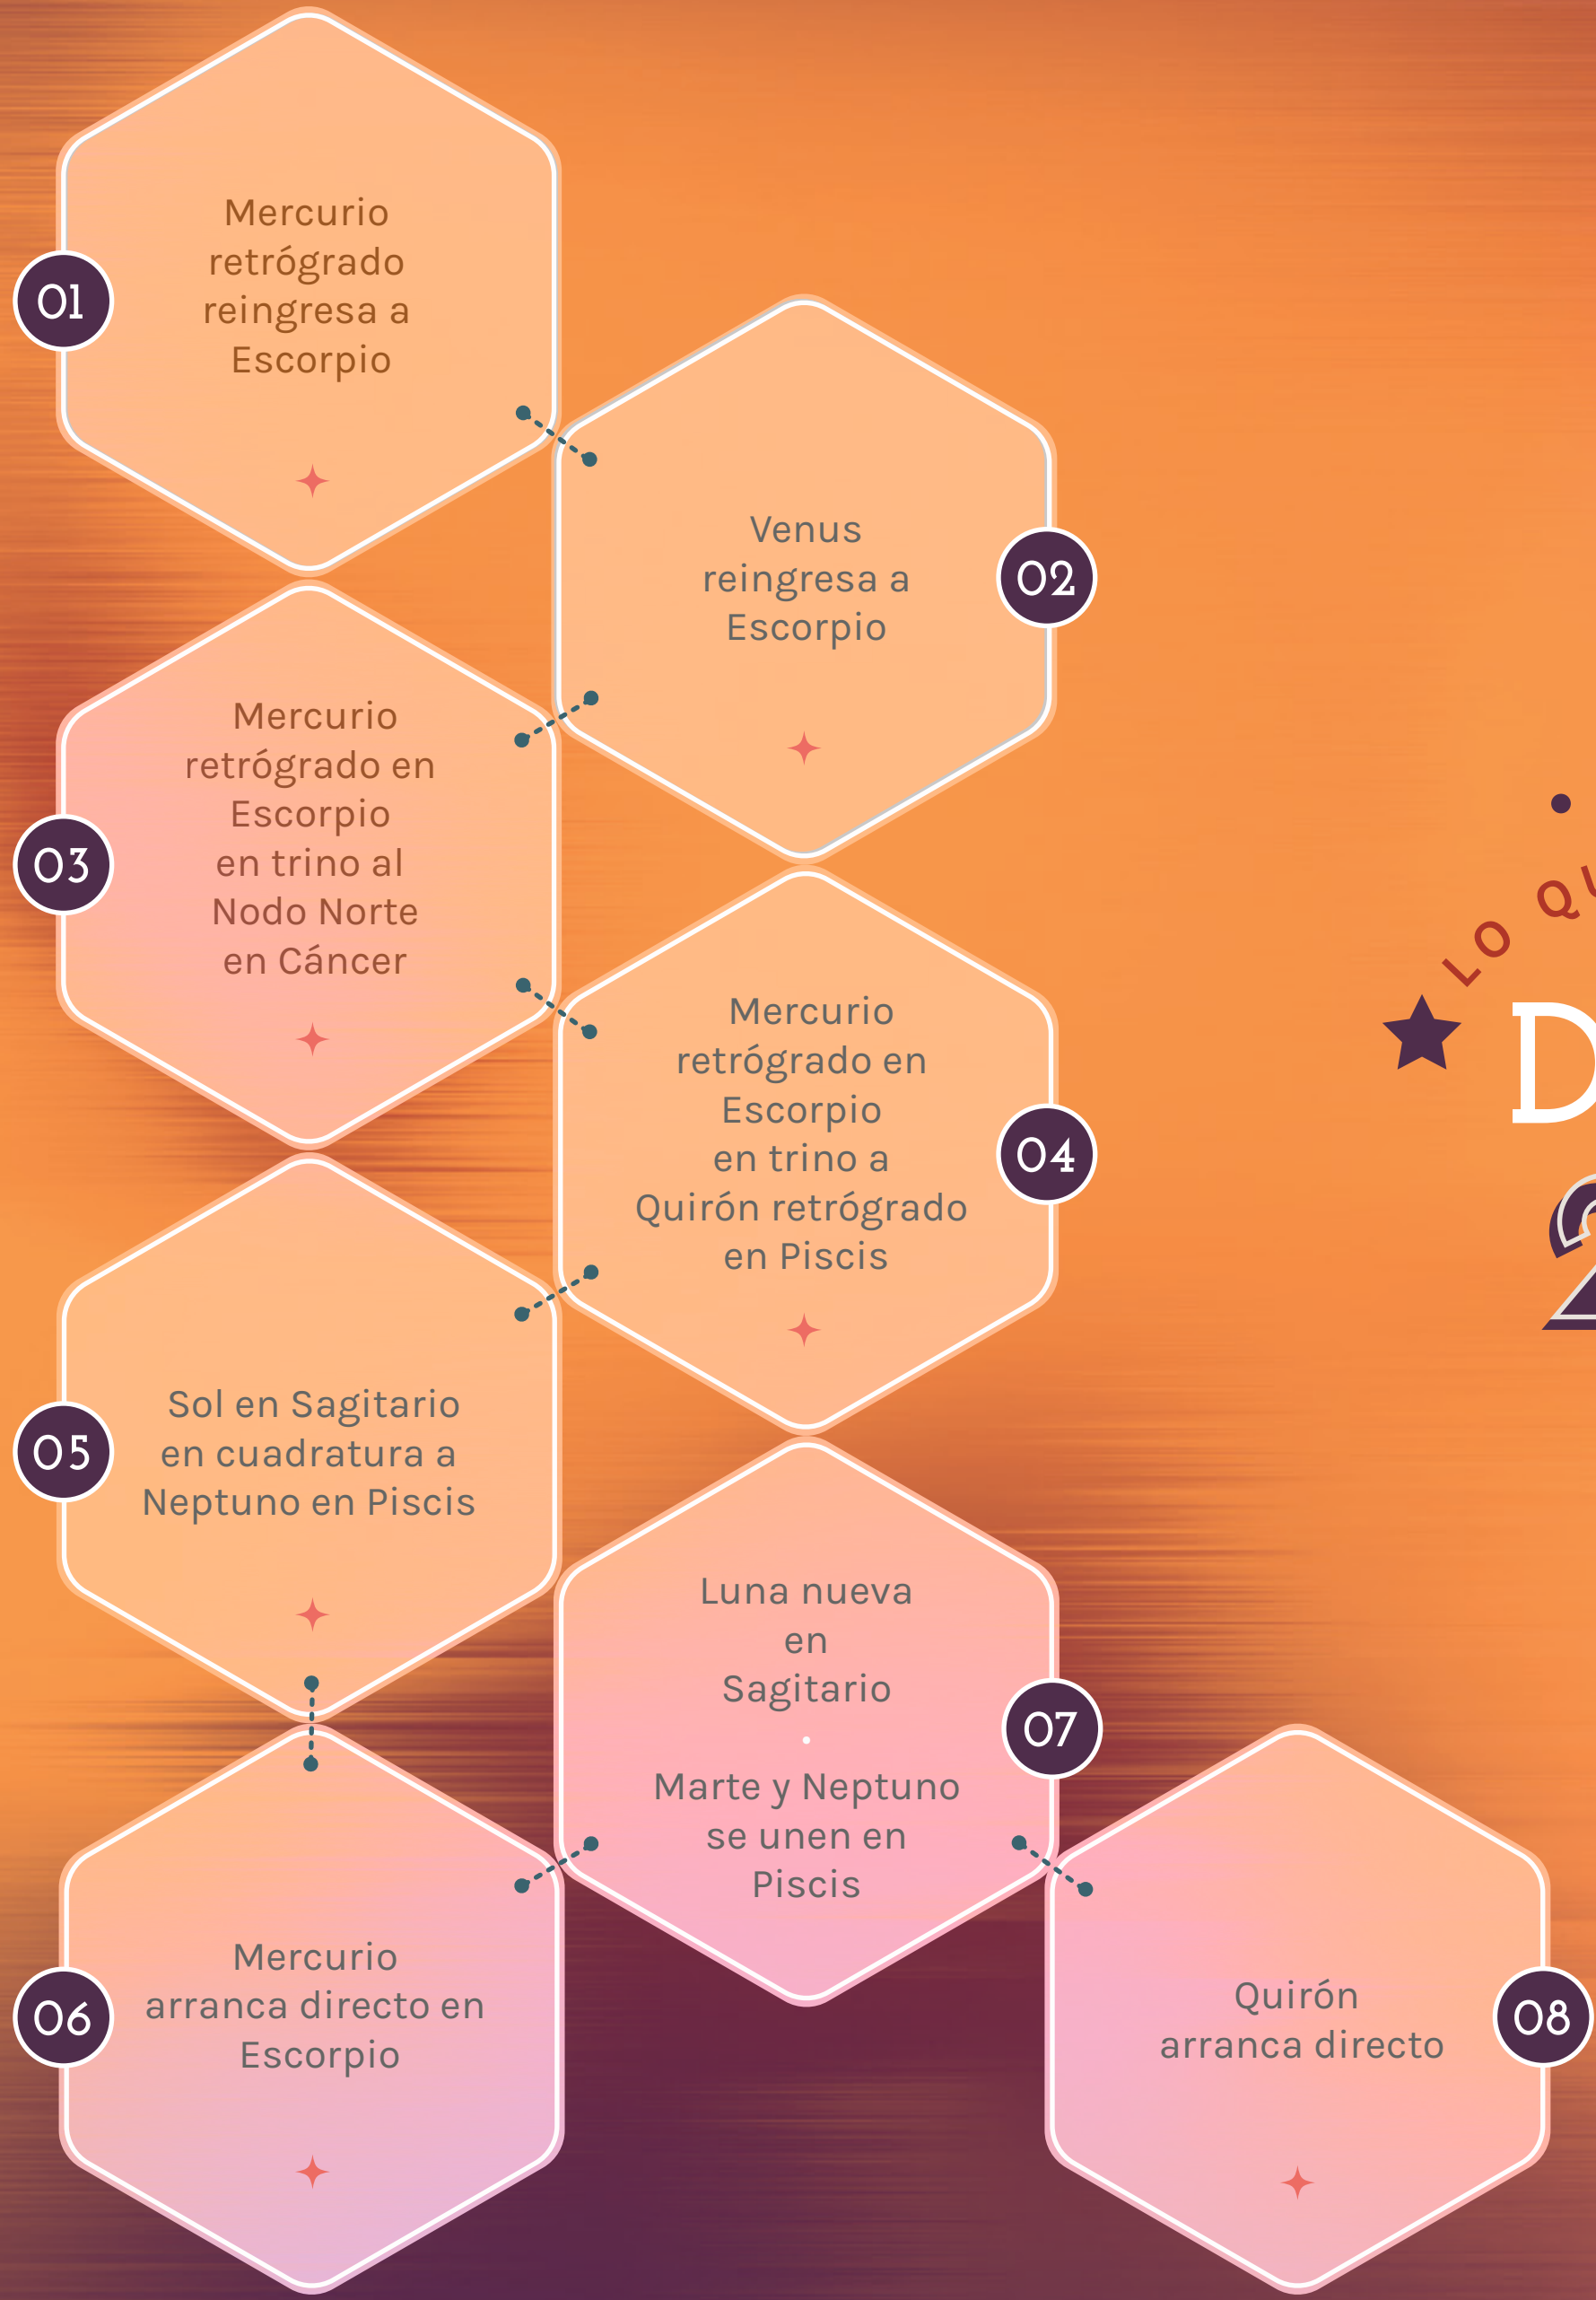 01
Mercurio
retrógrado
reingresa a
Escorpio
02
Venus
reingresa a
Escorpio
03
Mercurio
retrógrado en
Escorpio
en trino al
Nodo Norte
en Cáncer
04
Mercurio
retrógrado en
Escorpio
en trino a
Quirón retrógrado
en Piscis
05
Sol en Sagitario
en cuadratura a
Neptuno en Piscis
06
Mercurio
arranca directo en
Escorpio
07
Luna nueva
en
Sagitario
Marte y Neptuno
se unen en
Piscis
08
Quirón
arranca directo
LO
D
2